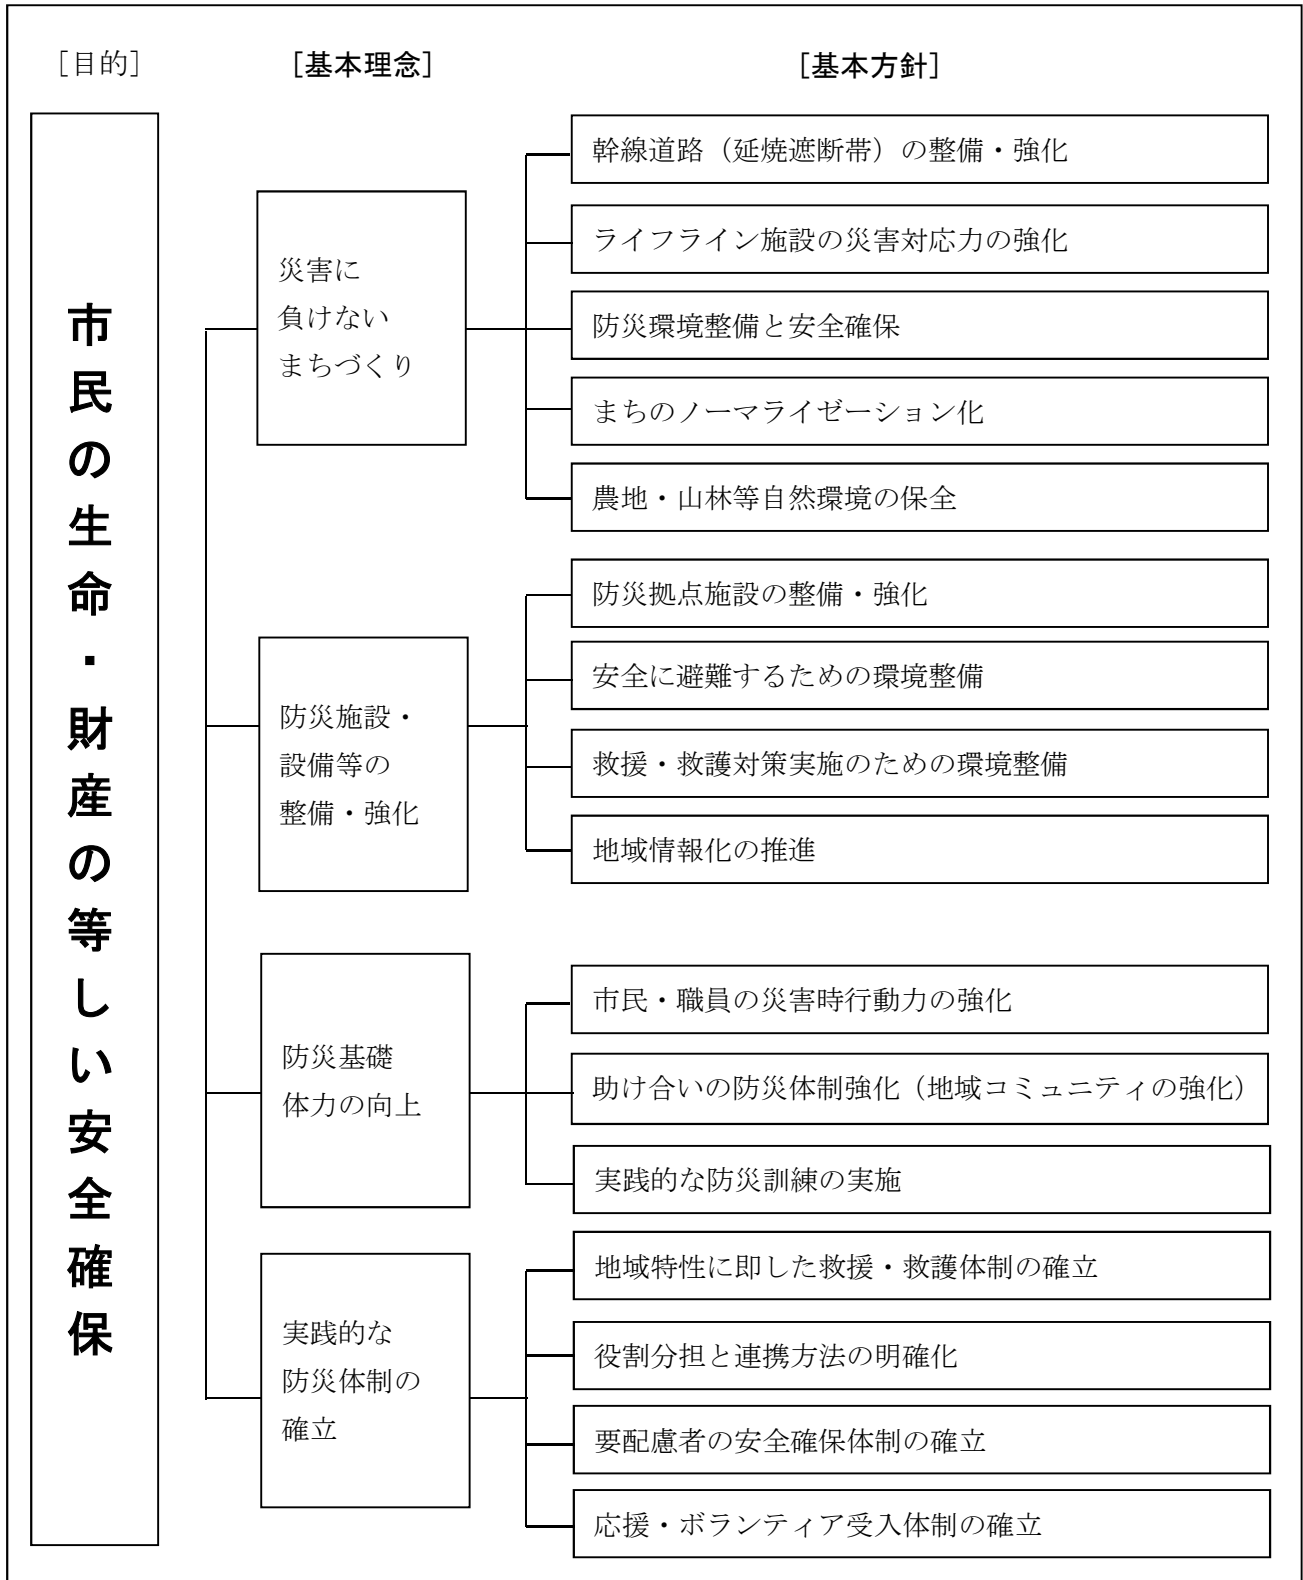 [目的]
[基本理念]
[基本方針]
市民の生命・財産の等しい安全確保
災害に
負けない
まちづくり
幹線道路（延焼遮断帯）の整備・強化
ライフライン施設の災害対応力の強化
防災環境整備と安全確保
まちのノーマライゼーション化
農地・山林等自然環境の保全
防災施設・
設備等の
整備・強化
防災拠点施設の整備・強化
安全に避難するための環境整備
救援・救護対策実施のための環境整備
地域情報化の推進
防災基礎
体力の向上
市民・職員の災害時行動力の強化
助け合いの防災体制強化（地域コミュニティの強化）
実践的な防災訓練の実施
実践的な
防災体制の
確立
地域特性に即した救援・救護体制の確立
役割分担と連携方法の明確化
要配慮者の安全確保体制の確立
応援・ボランティア受入体制の確立